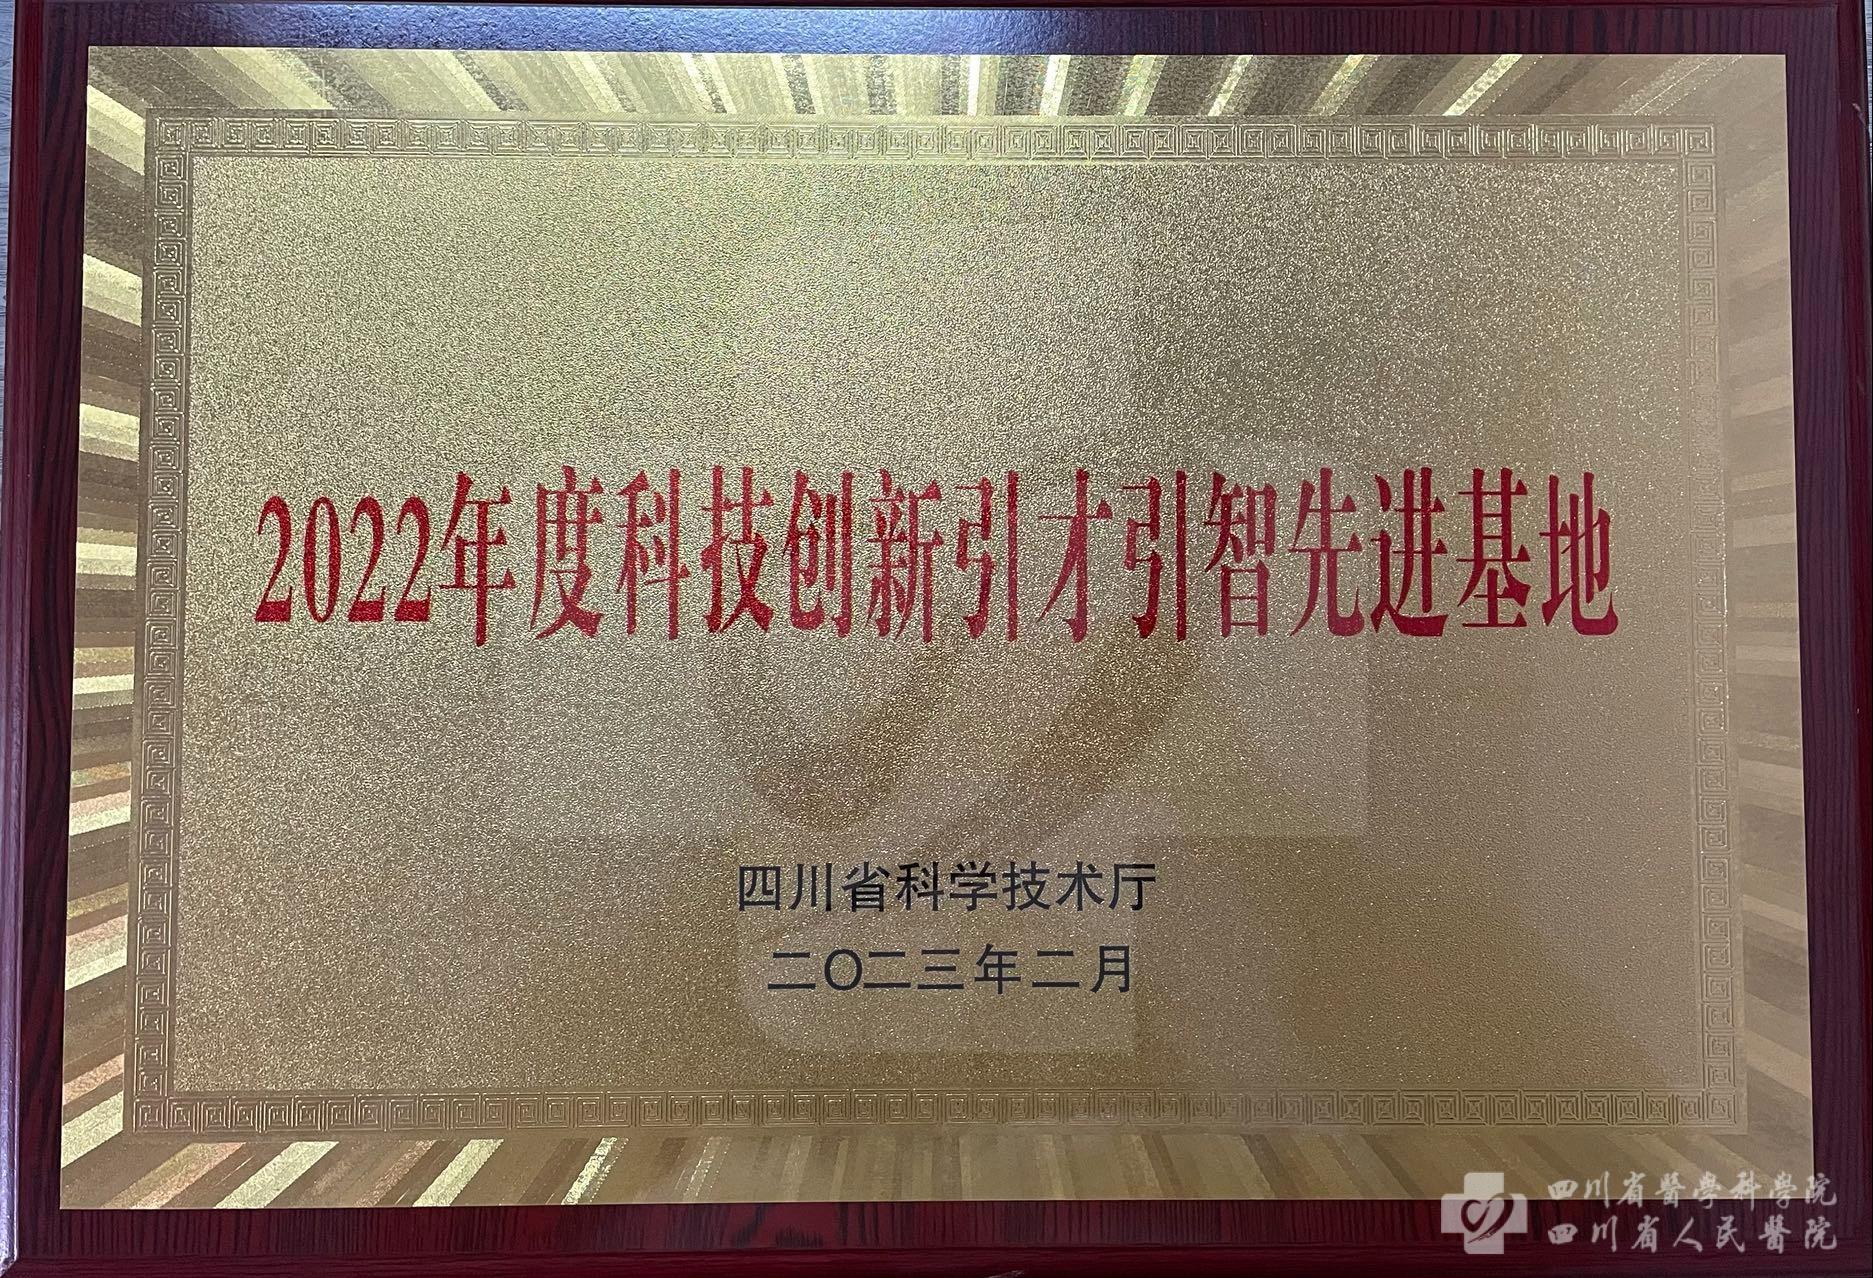 2022年度科技创新引才引智先进基地
四川省科学技术厅
二〇二三年二月
四川省醫學科學院
四川省人民醫院